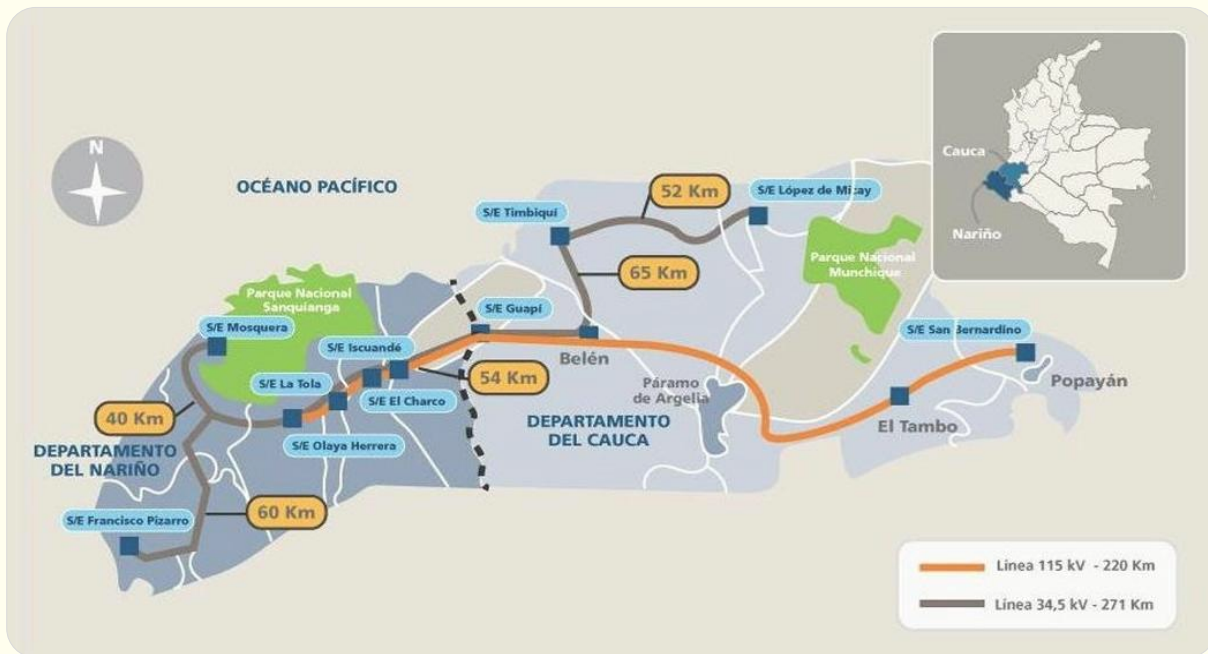 N
OCÉANO PACÍFICO
Cauca
Nariño
52 Km
S/E López de Micay
S/E Timbiquí
65 Km
Parque Nacional
Munchique
Parque Nacional
Sanquianga
S/E Mosquera
S/E Guapí
S/E San Bernardino
S/E Iscuandé
Belén
S/E La Tola
54 Km
Popayán
Páramo
de Argelia
S/E El Charco
40 Km
DEPARTAMENTO
DEL CAUCA
El Tambo
DEPARTAMENTO
DEL NARIÑO
S/E Olaya Herrera
60 Km
S/E Francisco Pizarro
Línea 115 kV - 220 Km
Línea 34,5 kV - 271 Km